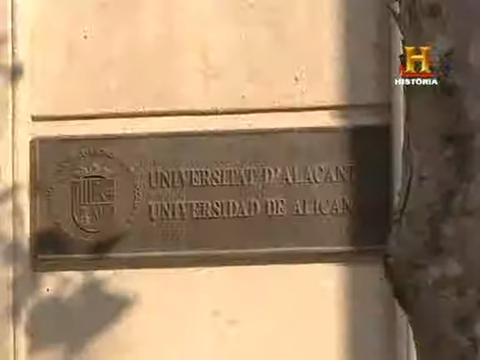 H
HISTORIA
UNIVERSITAT D'ALACANT
UNIVERSIDAD DE ALICAN